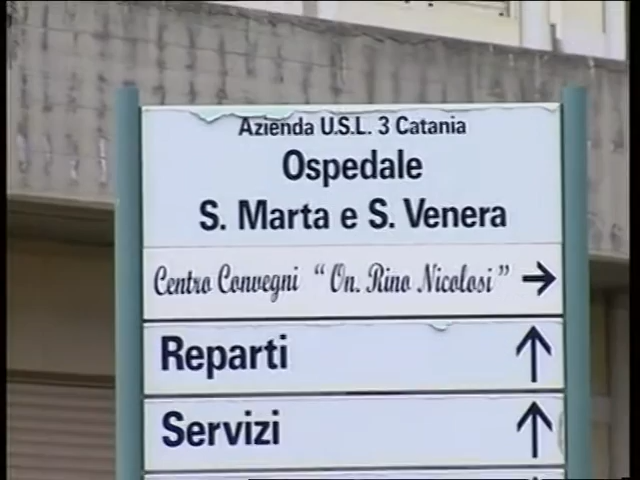 Azienda U.S.L. 3 Catania
Ospedale
S. Marta e S. Venera
Centro Convegni "On. Rino Nicolosi" →
Reparti ↑
Servizi ↑